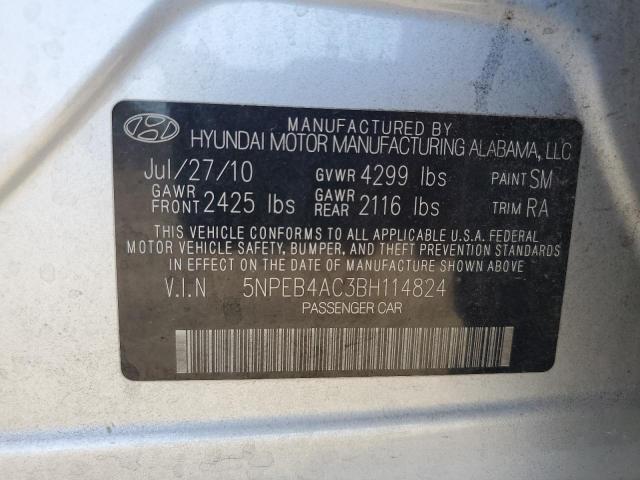 MANUFACTURED BY
HYUNDAI MOTOR MANUFACTURING ALABAMA, LLC
Jul/27/10 GVWR 4299 lbs PAINT SM
GAWR FRONT 2425 lbs GAWR REAR 2116 lbs TRIM RA
THIS VEHICLE CONFORMS TO ALL APPLICABLE U.S.A. FEDERAL
MOTOR VEHICLE SAFETY, BUMPER, AND THEFT PREVENTION STANDARDS
IN EFFECT ON THE DATE OF MANUFACTURE SHOWN ABOVE
V.I.N 5NPEB4AC3BH114824
PASSENGER CAR